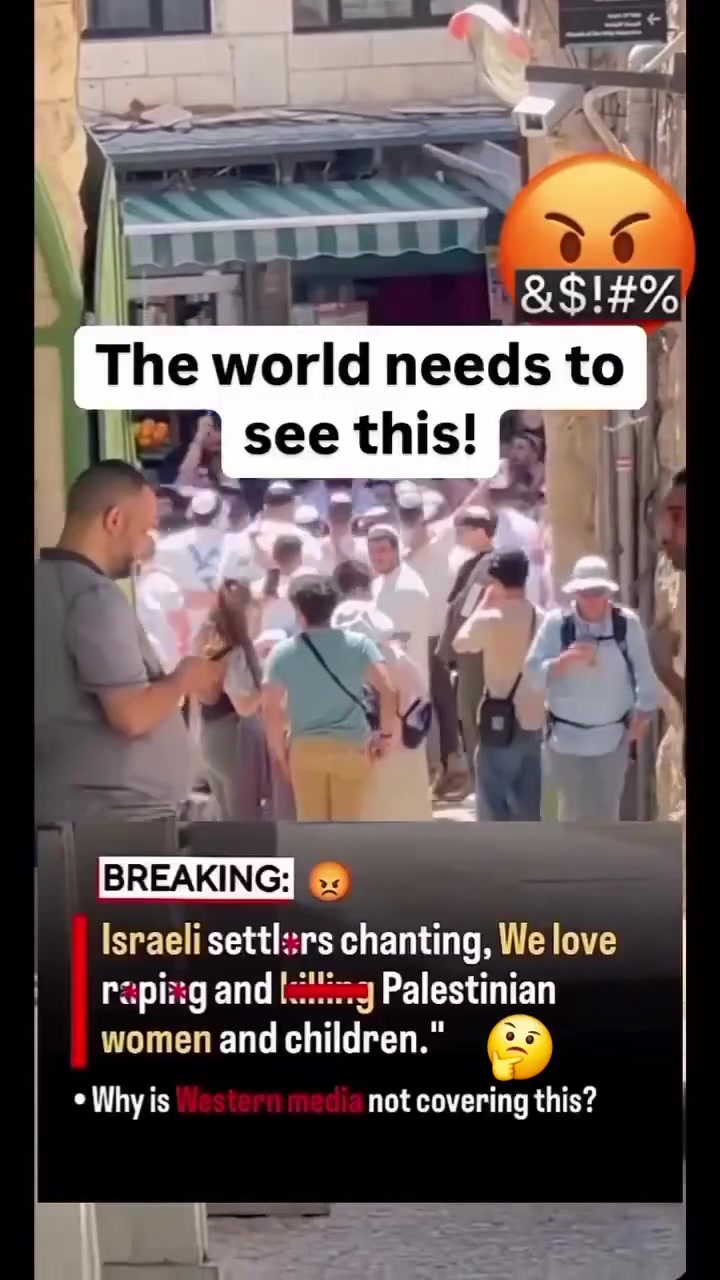 &$!#%
The world needs to
see this!
BREAKING:
Israeli settl*rs chanting, We love
r*p*ng and killing Palestinian
women and children."
• Why is Western media not covering this?